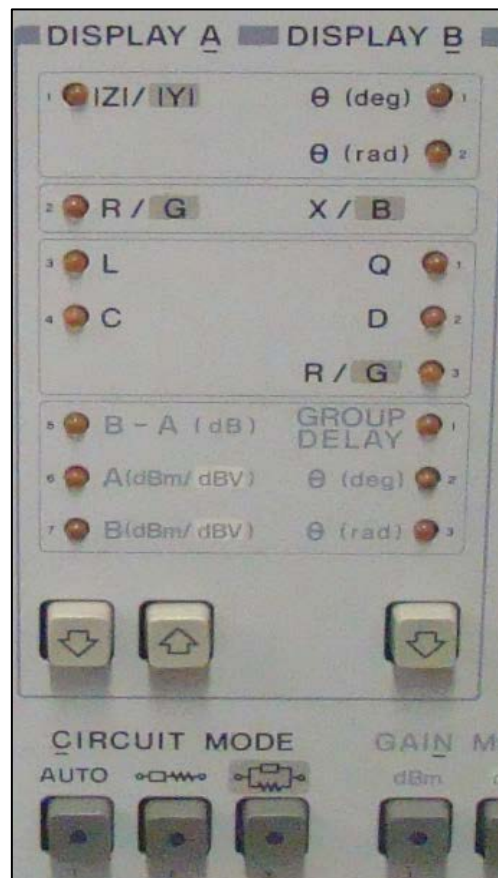 DISPLAY A DISPLAY B
1 |Z|/ |Y| θ (deg) 1
θ (rad) 2
2 R / G X / B
3 L Q 1
4 C D 2
R / G 3
5 B - A (dB) GROUP DELAY 1
6 A(dBm/dBV) θ (deg) 2
7 B(dBm/dBV) θ (rad) 3
CIRCUIT MODE GAIN M
AUTO dBm